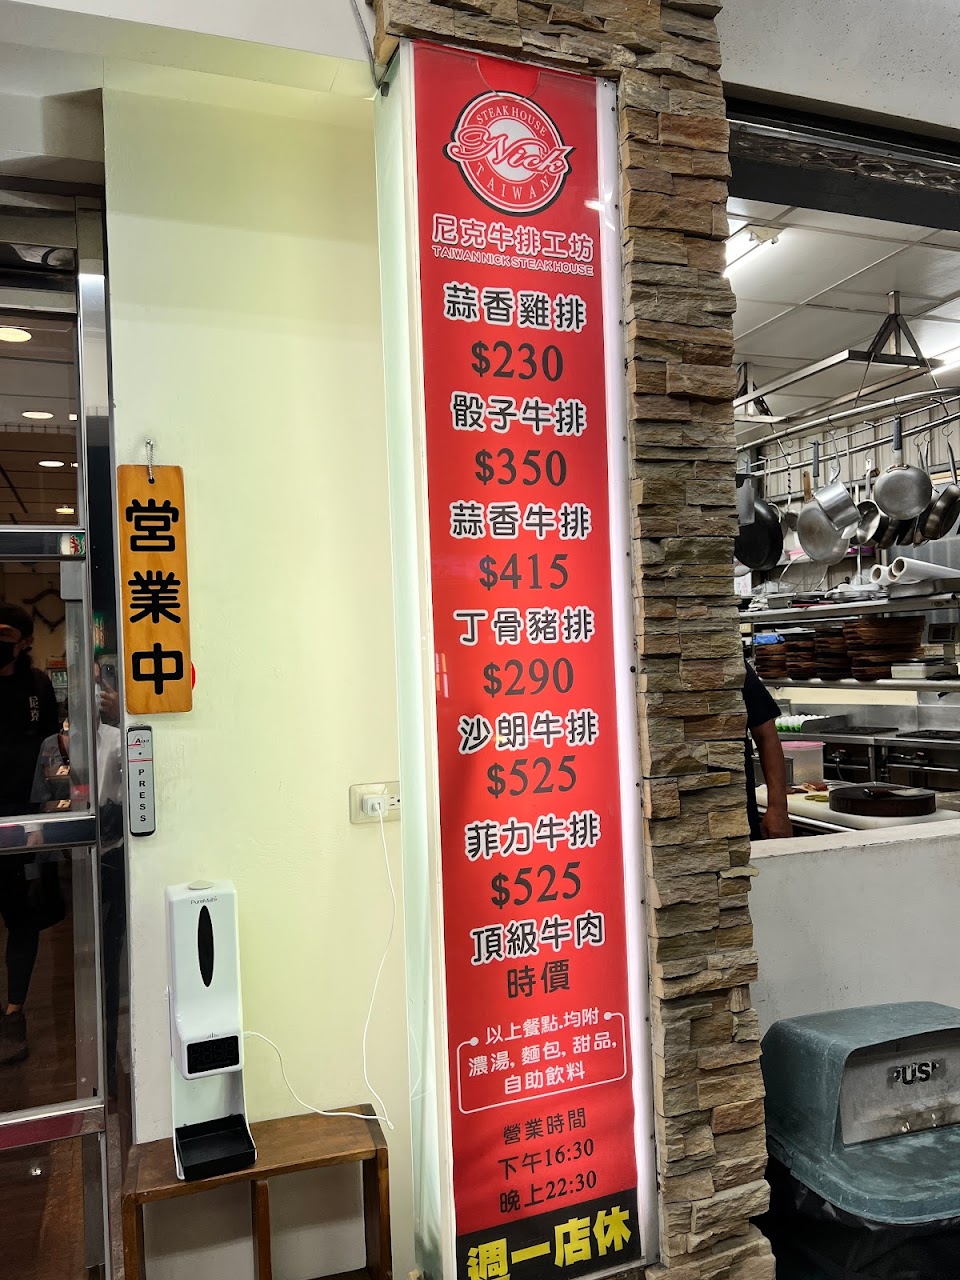 STEAK HOUSE
Nick
TAIWAN
尼克牛排工坊
TAIWAN NICK STEAK HOUSE
蒜香雞排
$230
骰子牛排
$350
蒜香牛排
$415
丁骨豬排
$290
沙朗牛排
$525
菲力牛排
$525
頂級牛肉
時價
以上餐點.均附
濃湯, 麵包, 甜品,
自助飲料
營業時間
下午16:30
晚上22:30
週一店休
営業中
PRESS
尼克
PUSH